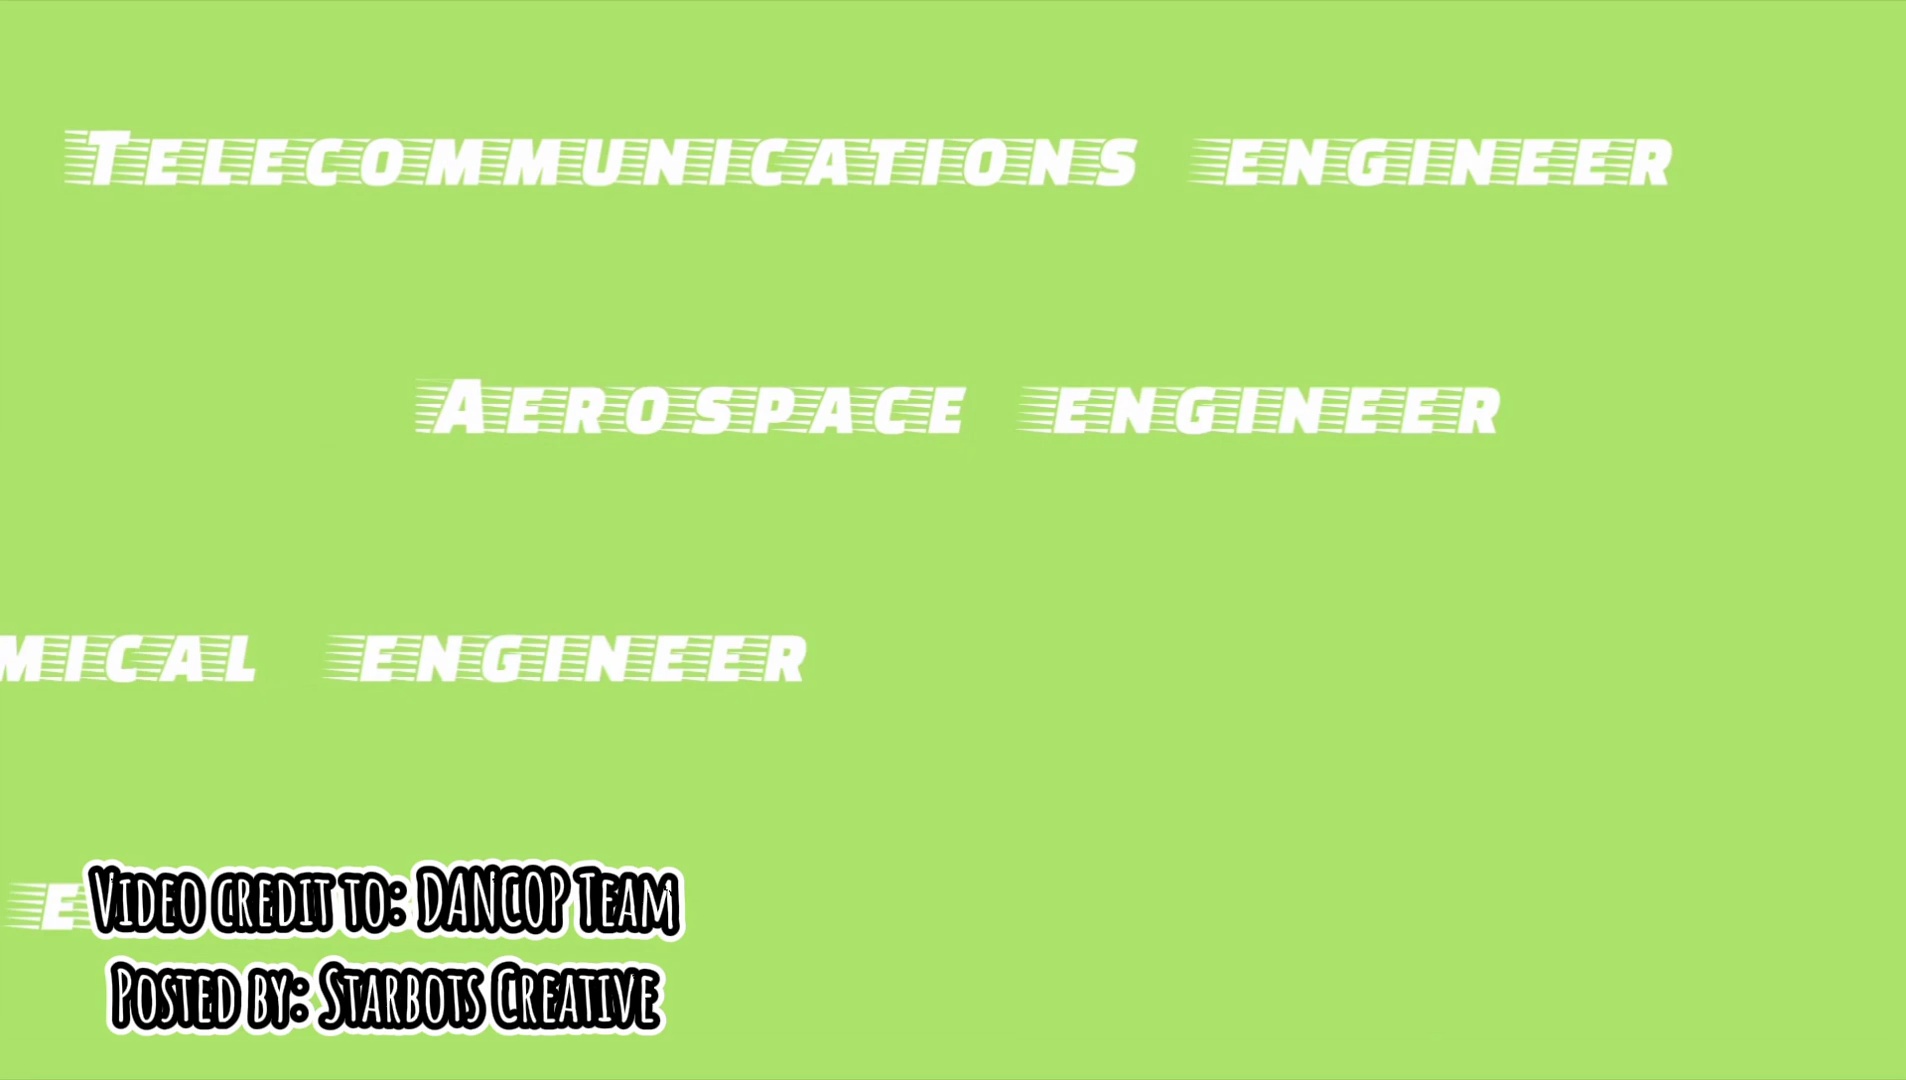 Telecommunications engineer
Aerospace engineer
mical engineer
Video credit to: DANCOP Team
Posted by: Starbots Creative